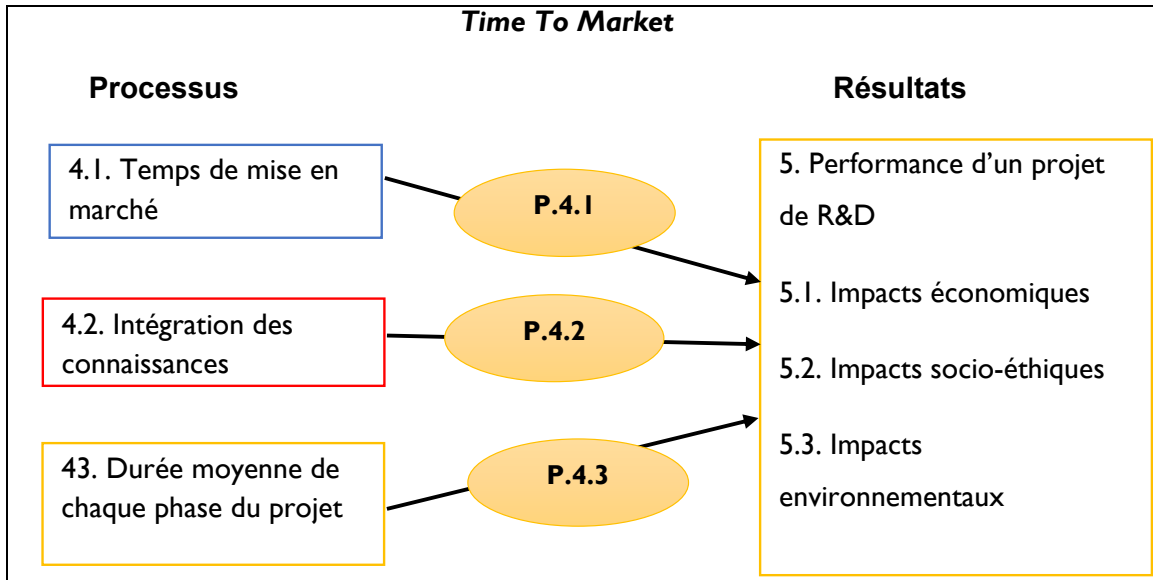 Time To Market
Processus
Résultats
4.1. Temps de mise en
marché
P.4.1
4.2. Intégration des
connaissances
P.4.2
43. Durée moyenne de
chaque phase du projet
P.4.3
5. Performance d’un projet
de R&D
5.1. Impacts économiques
5.2. Impacts socio-éthiques
5.3. Impacts
environnementaux